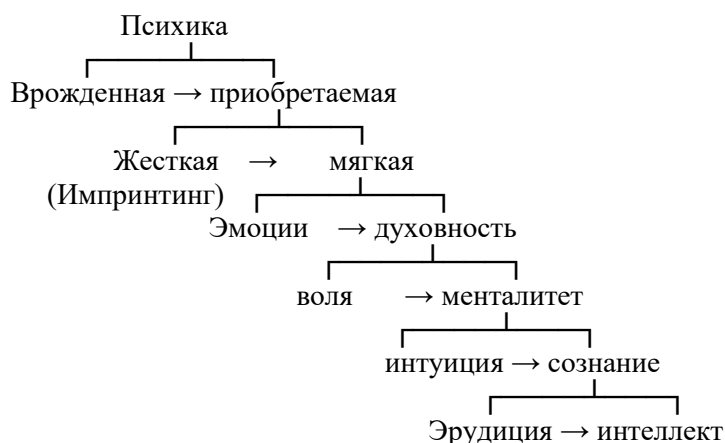 Психика
Врожденная → приобретаемая
Жесткая → мягкая
(Импринтинг)
Эмоции → духовность
воля → менталитет
интуиция → сознание
Эрудиция → интеллект